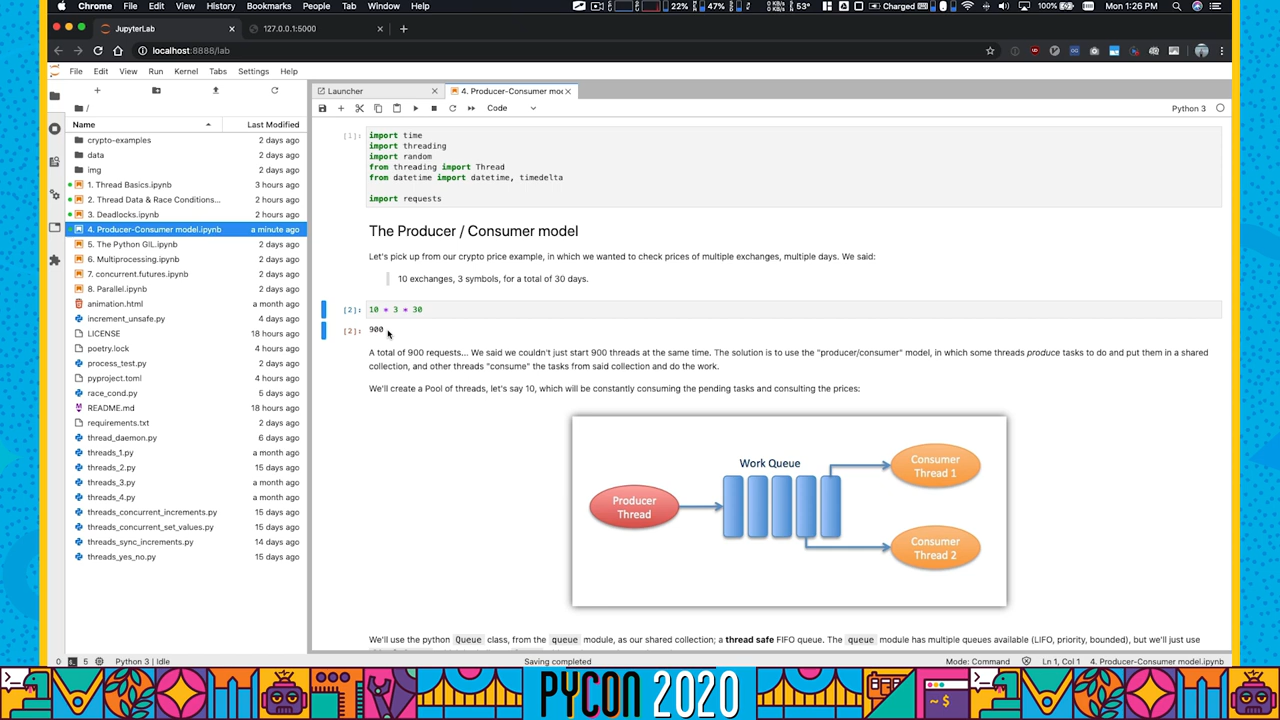 Chrome File Edit View History Bookmarks People Tab Window Help
22% 47% 53° Charged 100% Mon 1:26 PM
JupyterLab
127.0.0.1:5000
localhost:8888/lab
File Edit View Run Kernel Tabs Settings Help
Launcher
4. Producer-Consumer mo
Code
Python 3
/
Name Last Modified
crypto-examples 2 days ago
data 2 days ago
img 2 days ago
1. Thread Basics.ipynb 3 hours ago
2. Thread Data & Race Conditions... 2 hours ago
3. Deadlocks.ipynb 2 hours ago
4. Producer-Consumer model.ipynb a minute ago
5. The Python GIL.ipynb 2 days ago
6. Multiprocessing.ipynb 2 days ago
7. concurrent.futures.ipynb 2 days ago
8. Parallel.ipynb 2 days ago
animation.html a month ago
increment_unsafe.py a month ago
LICENSE 18 hours ago
poetry.lock a month ago
process_test.py 2 days ago
pyproject.toml a month ago
race_cond.py 5 days ago
README.md 18 hours ago
requirements.txt 2 days ago
thread_daemon.py 6 days ago
threads_1.py a month ago
threads_2.py 15 days ago
threads_3.py a month ago
threads_4.py a month ago
threads_concurrent_increments.py 15 days ago
threads_concurrent_set_values.py 15 days ago
threads_sync_increments.py 14 days ago
threads_yes_no.py 15 days ago
[1]: import time
import threading
import random
from threading import Thread
from datetime import datetime, timedelta
import requests
The Producer / Consumer model
Let's pick up from our crypto price example, in which we wanted to check prices of multiple exchanges, multiple days. We said:
10 exchanges, 3 symbols, for a total of 30 days.
[2]: 10 * 3 * 30
[2]: 900
A total of 900 requests... We said we couldn't just start 900 threads at the same time. The solution is to use the "producer/consumer" model, in which some threads produce tasks to do and put them in a shared
collection, and other threads "consume" the tasks from said collection and do the work.
We'll create a Pool of threads, let's say 10, which will be constantly consuming the pending tasks and consulting the prices:
Work Queue
Producer
Thread
Consumer
Thread 1
Consumer
Thread 2
We'll use the python Queue class, from the queue module, as our shared collection; a thread safe FIFO queue. The queue module has multiple queues available (LIFO, priority, bounded), but we'll just use
0 5 Python 3 | Idle
Saving completed
Mode: Command Ln 1, Col 1 4. Producer-Consumer model.ipynb
PYCON 2020
~ $